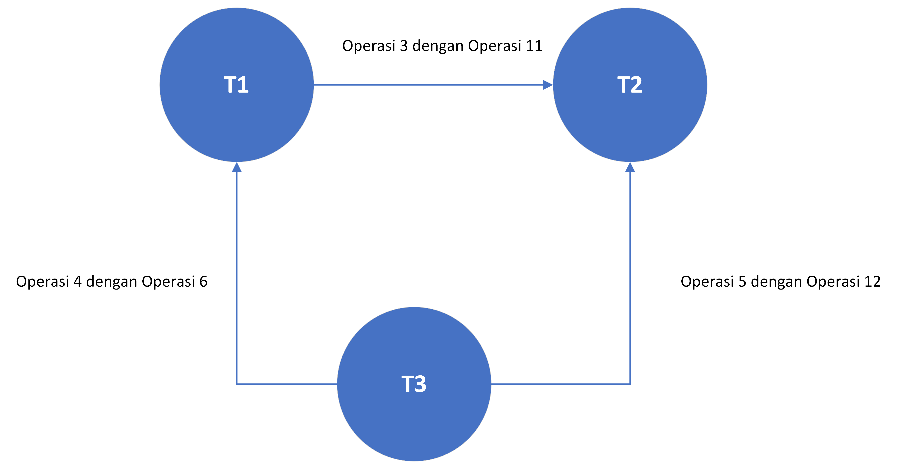 Operasi 3 dengan Operasi 11
T1
T2
Operasi 4 dengan Operasi 6
Operasi 5 dengan Operasi 12
T3